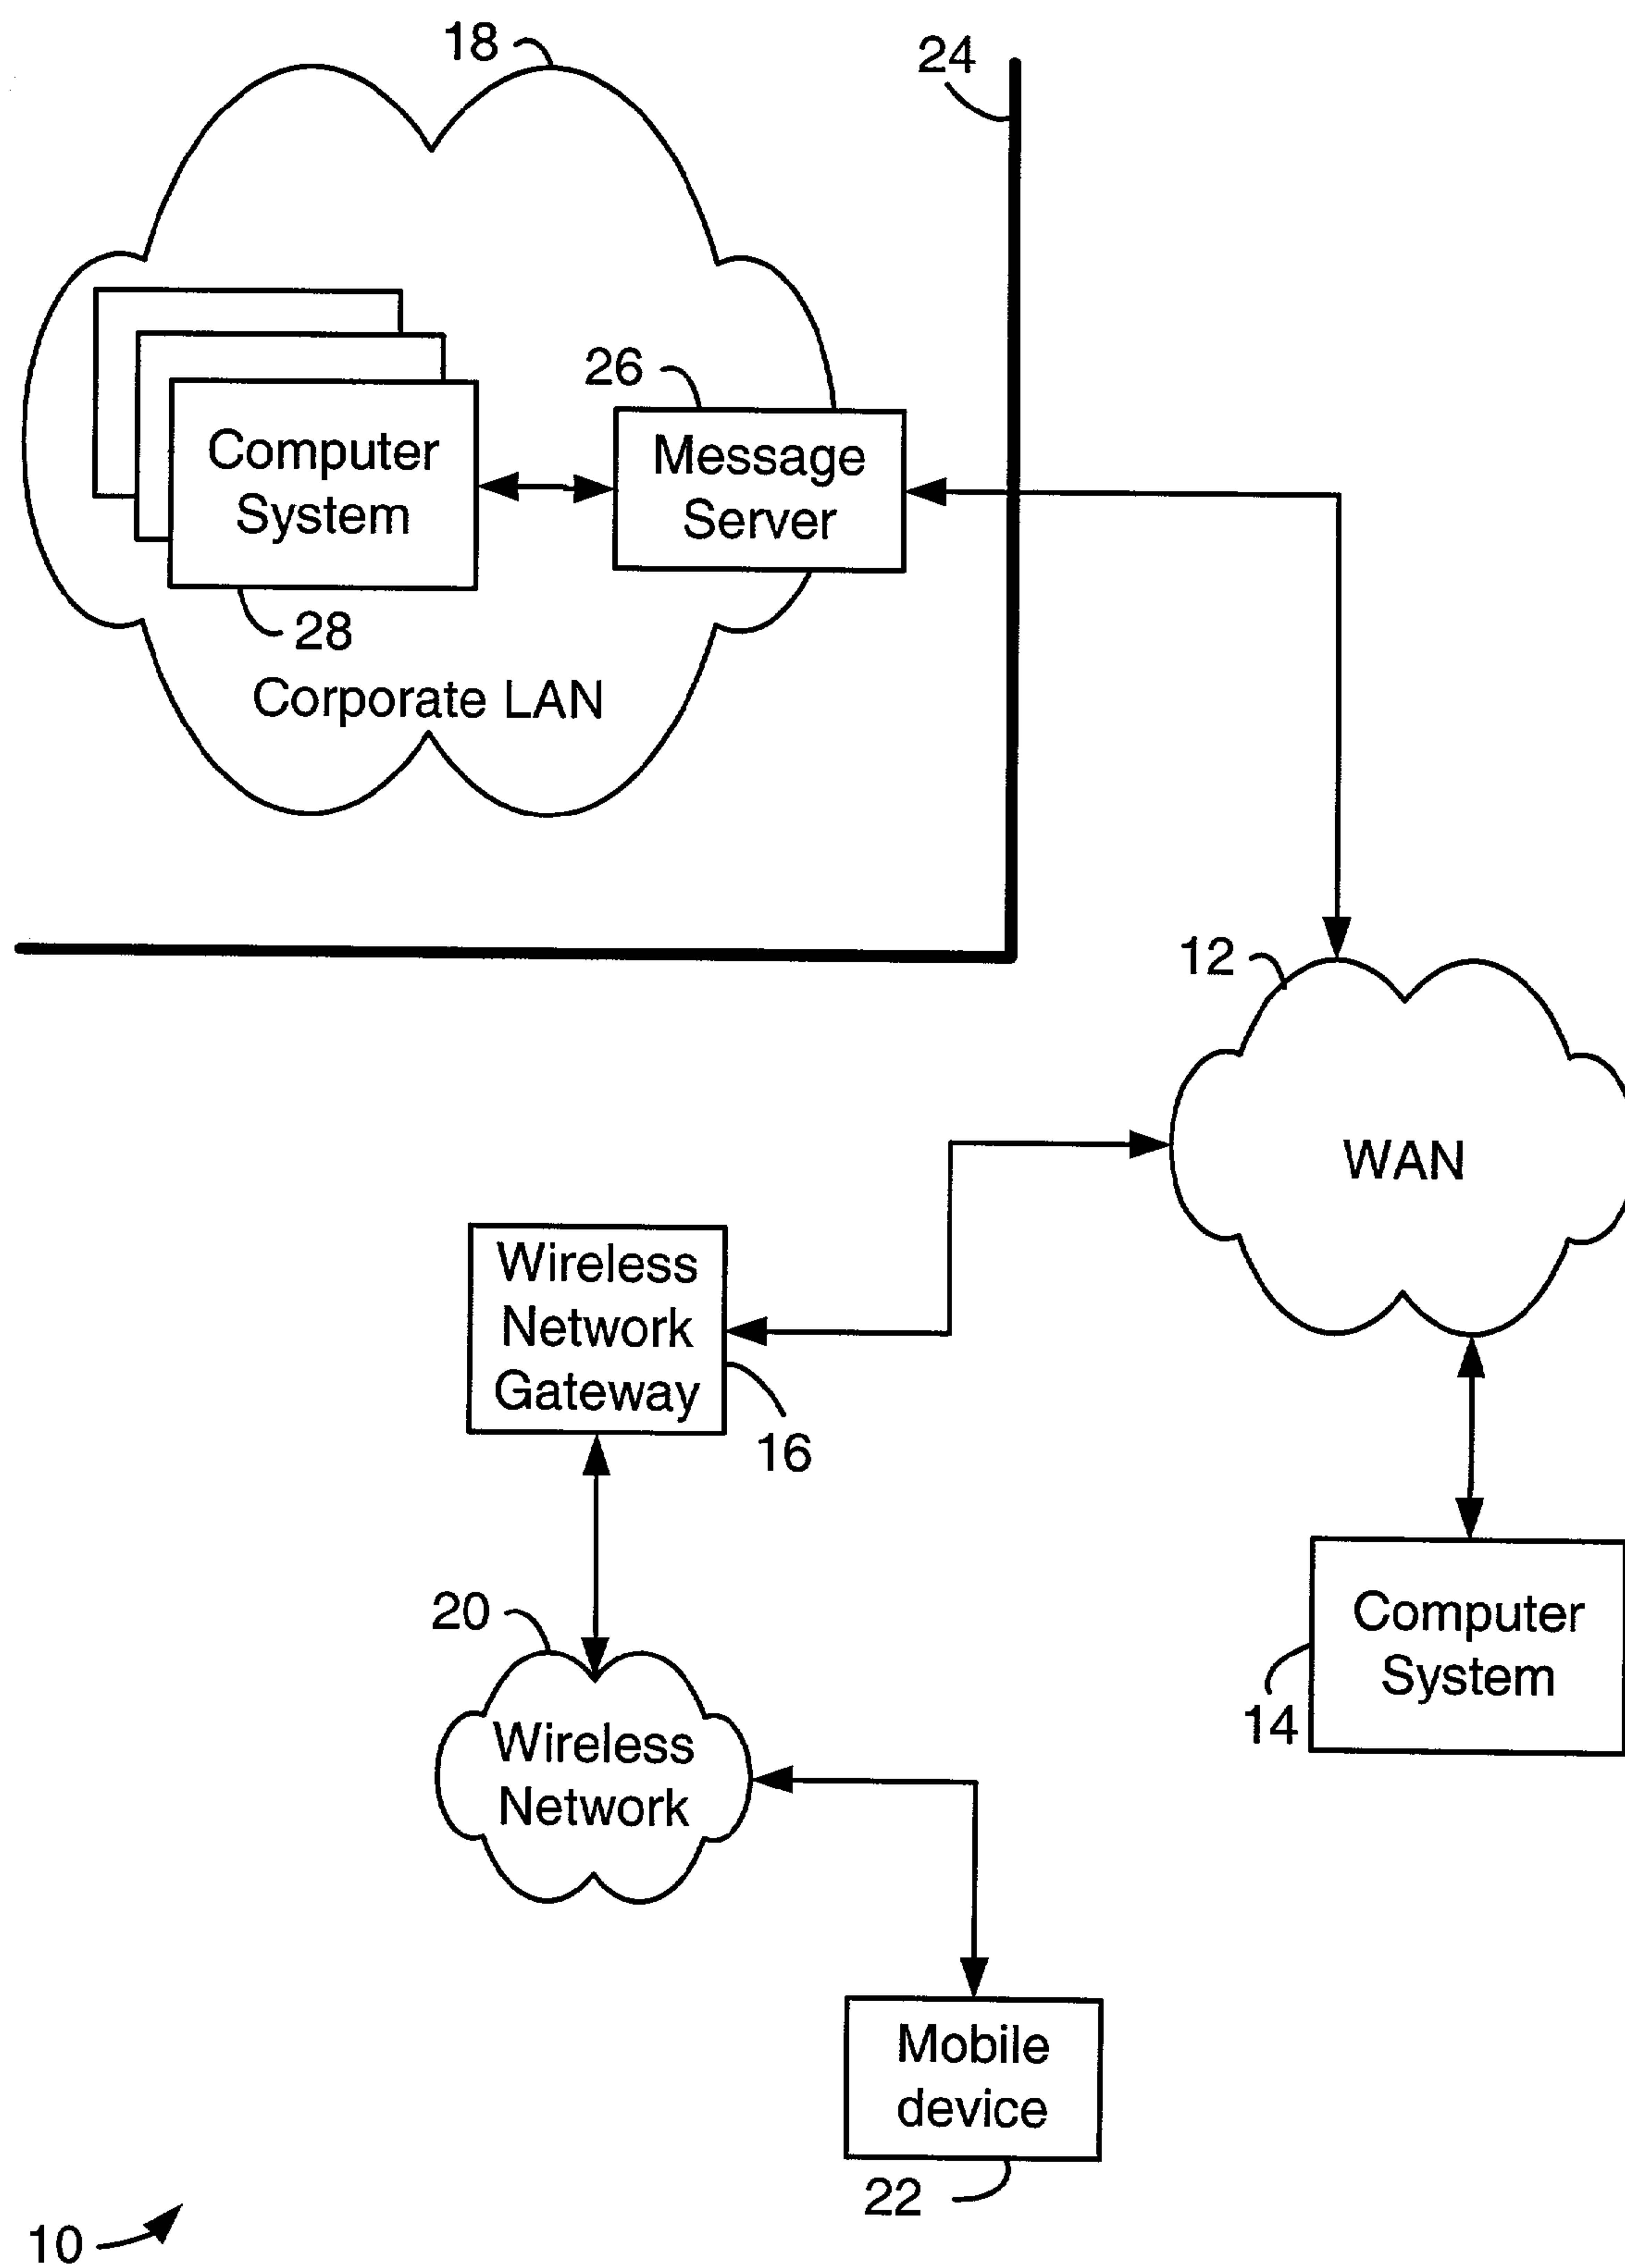 18
24
26
Computer
System
Message
Server
28
Corporate LAN
12
WAN
Wireless
Network
Gateway
16
20
Computer
System
14
Wireless
Network
Mobile
device
22
10